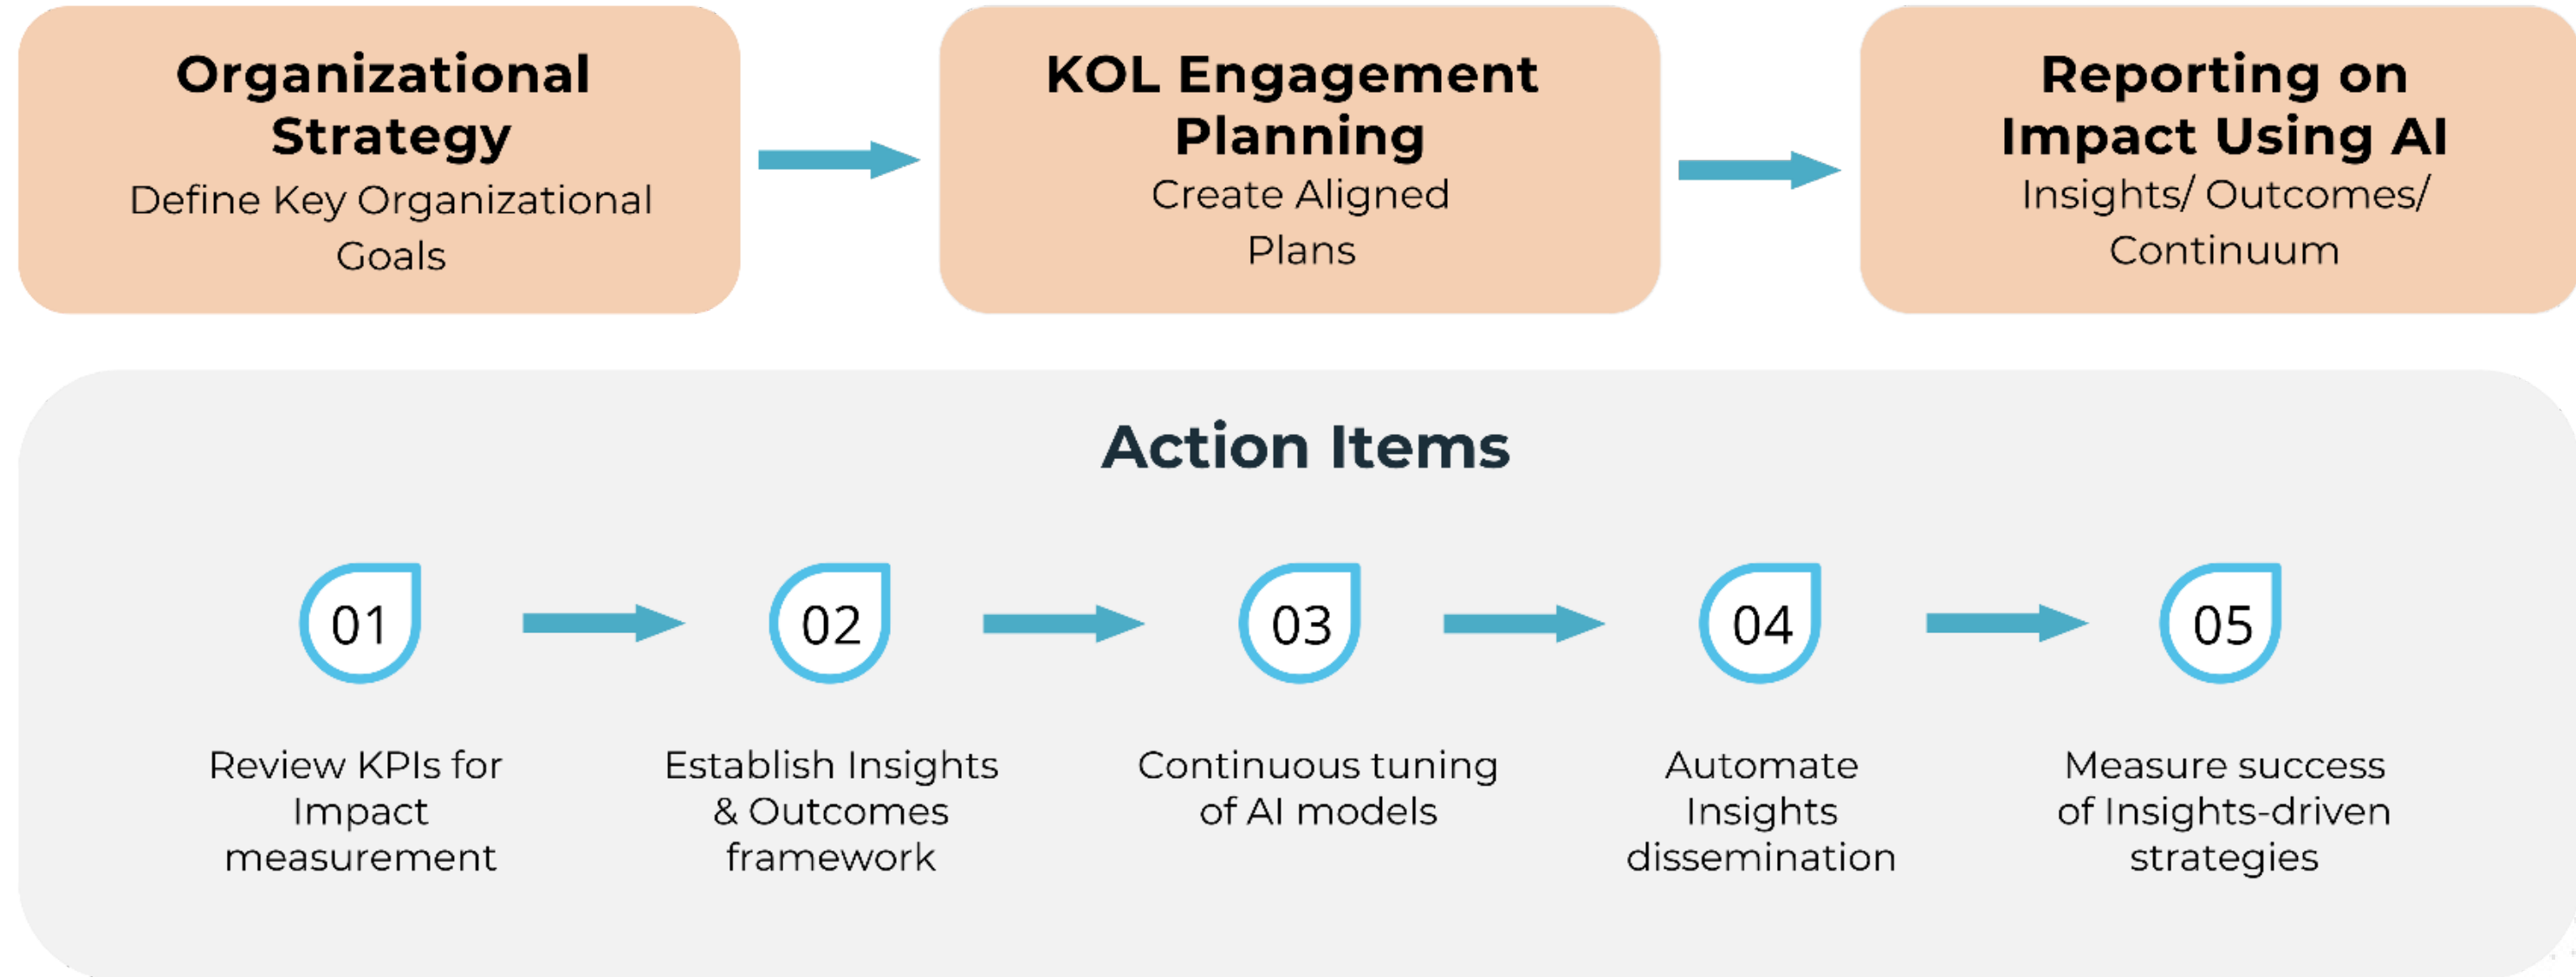 Organizational
Strategy
Define Key Organizational
Goals
KOL Engagement
Planning
Create Aligned
Plans
Reporting on
Impact Using AI
Insights/ Outcomes/
Continuum
Action Items
01
02
03
04
05
Review KPIs for
Impact
measurement
Establish Insights
& Outcomes
framework
Continuous tuning
of AI models
Automate
Insights
dissemination
Measure success
of Insights-driven
strategies